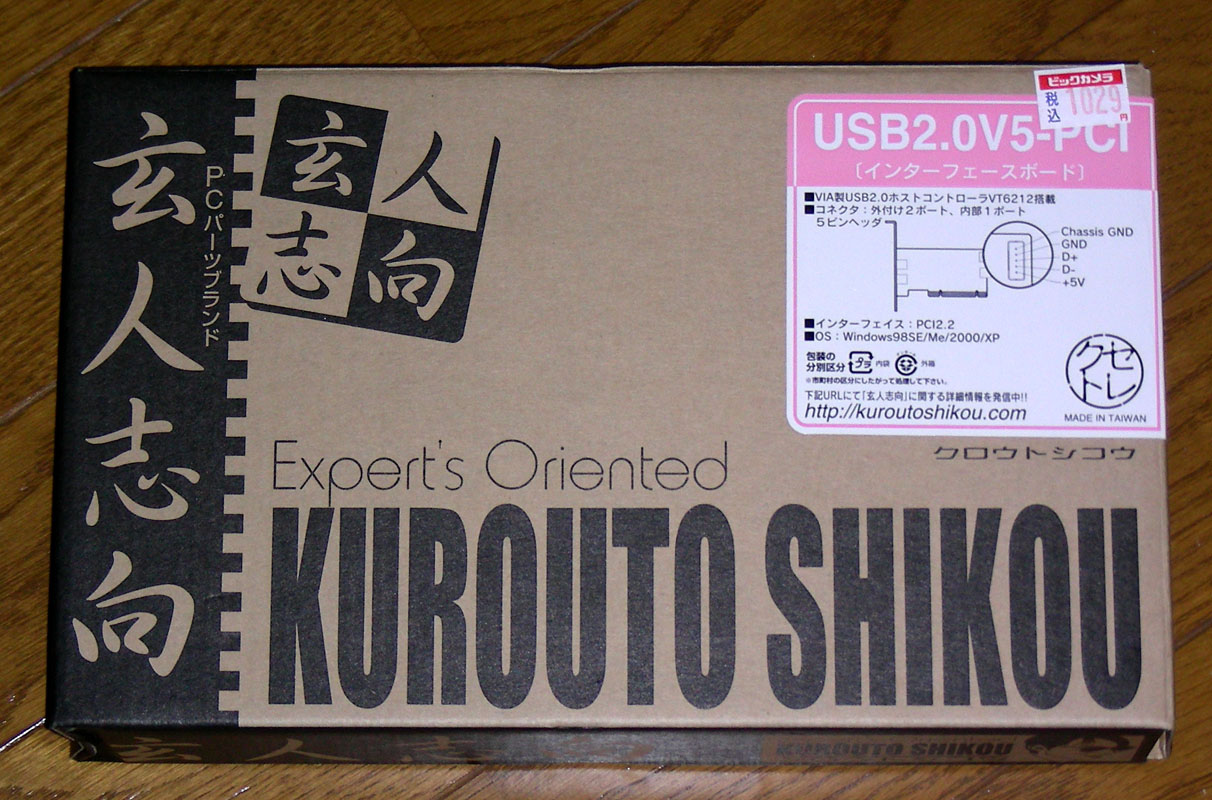 玄人志向
PCパーツブランド
玄人
志向
ビックカメラ
税込 1029円
USB2.0V5-PCI
〔インターフェースボード〕
■VIA製USB2.0ホストコントローラVT6212搭載
■コネクタ：外付け2ポート、内部1ポート
5ピンヘッダ
Chassis GND
GND
D+
D-
+5V
■インターフェイス：PCI2.2
■OS：Windows98SE/Me/2000/XP
包装の
分別区分 プラ 内袋 外箱
※市町村の区分にしたがって処理して下さい。
下記URLにて「玄人志向」に関する詳細情報を発信中!!
http://kuroutoshikou.com
セレクト
MADE IN TAIWAN
クロウトシコウ
Expert's Oriented
KUROUTO SHIKOU
玄人志向
KUROUTO SHIKOU